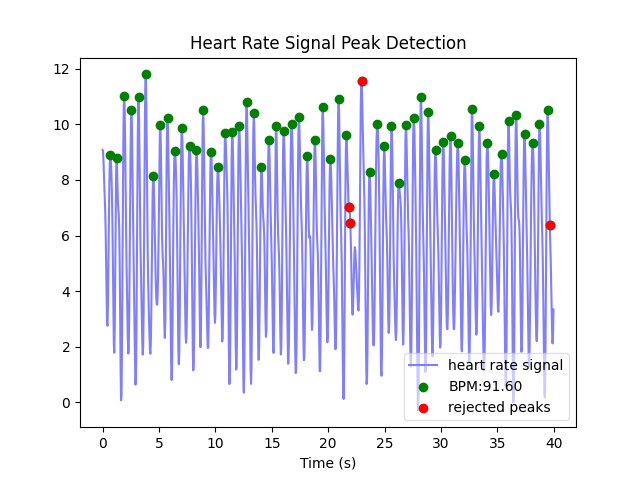 Heart Rate Signal Peak Detection
12
10
8
6
4
2
0
heart rate signal
BPM:91.60
rejected peaks
0 5 10 15 20 25 30 35 40
Time (s)